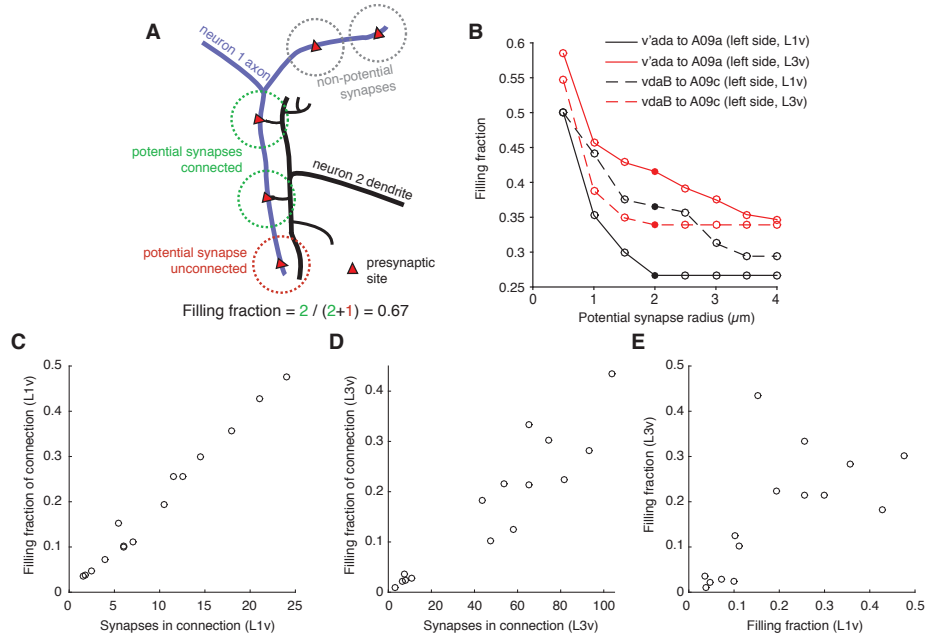 A
neuron 1 axon
non-potential
synapses
potential synapses
connected
neuron 2 dendrite
potential synapse
unconnected
presynaptic
site
Filling fraction = 2 / (2+1) = 0.67
B
v'ada to A09a (left side, L1v)
v'ada to A09a (left side, L3v)
vdaB to A09c (left side, L1v)
vdaB to A09c (left side, L3v)
Filling fraction
0.6
0.55
0.5
0.45
0.4
0.35
0.3
0.25
0 1 2 3 4
Potential synapse radius (µm)
C
Filling fraction of connection (L1v)
0.5
0.4
0.3
0.2
0.1
0
0 5 10 15 20 25
Synapses in connection (L1v)
D
Filling fraction of connection (L3v)
0.4
0.3
0.2
0.1
0
0 20 40 60 80 100
Synapses in connection (L3v)
E
Filling fraction (L3v)
0.5
0.4
0.3
0.2
0.1
0
0 0.1 0.2 0.3 0.4 0.5
Filling fraction (L1v)